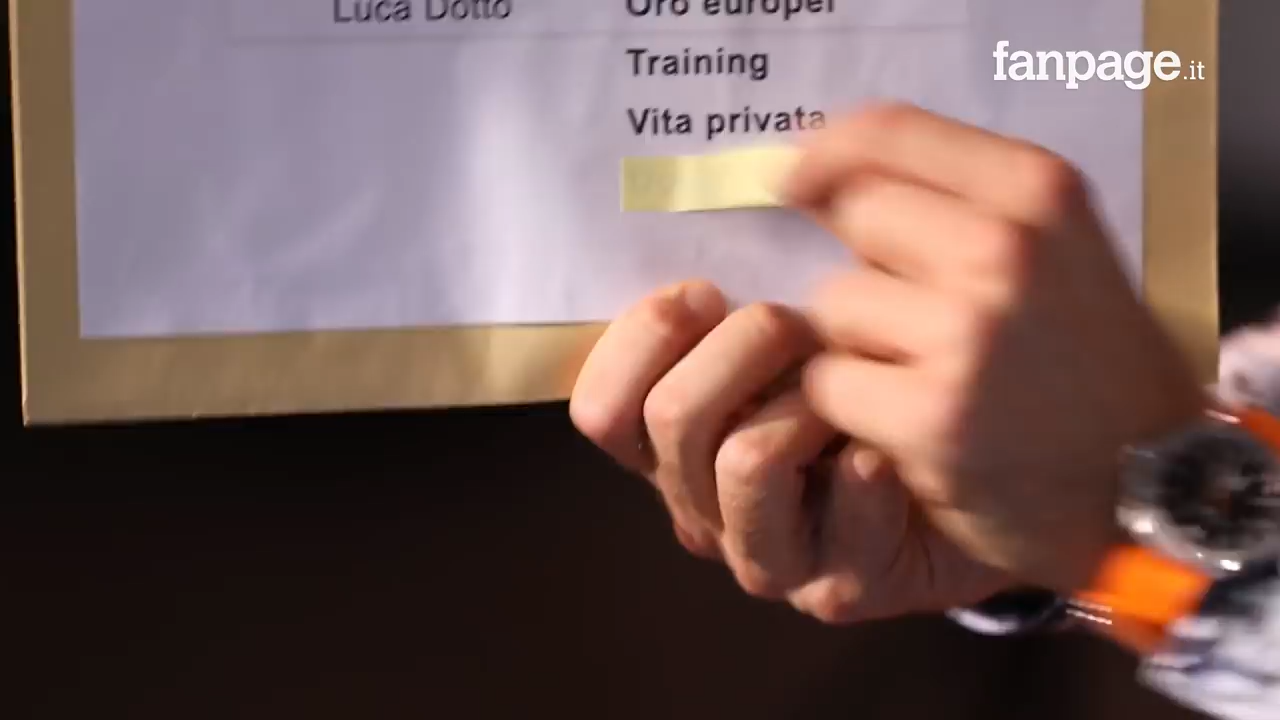 Luca Dotto
Oro europei
Training
Vita privata
fanpage.it